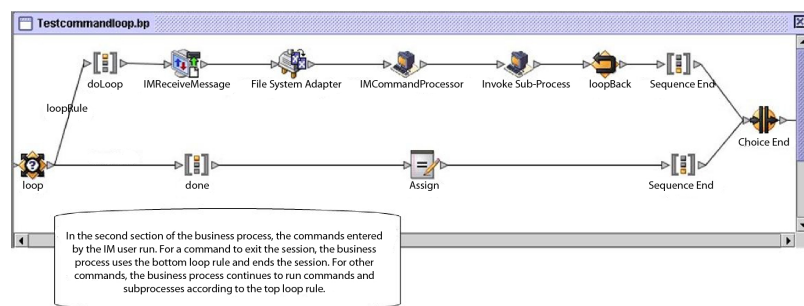 Testcommandloop.bp
doLoop
IMReceiveMessage
File System Adapter
IMCommandProcessor
Invoke Sub-Process
loopBack
Sequence End
loopRule
Choice End
loop
done
Assign
Sequence End
In the second section of the business process, the commands entered
by the IM user run. For a command to exit the session, the business
process uses the bottom loop rule and ends the session. For other
commands, the business process continues to run commands and
subprocesses according to the top loop rule.